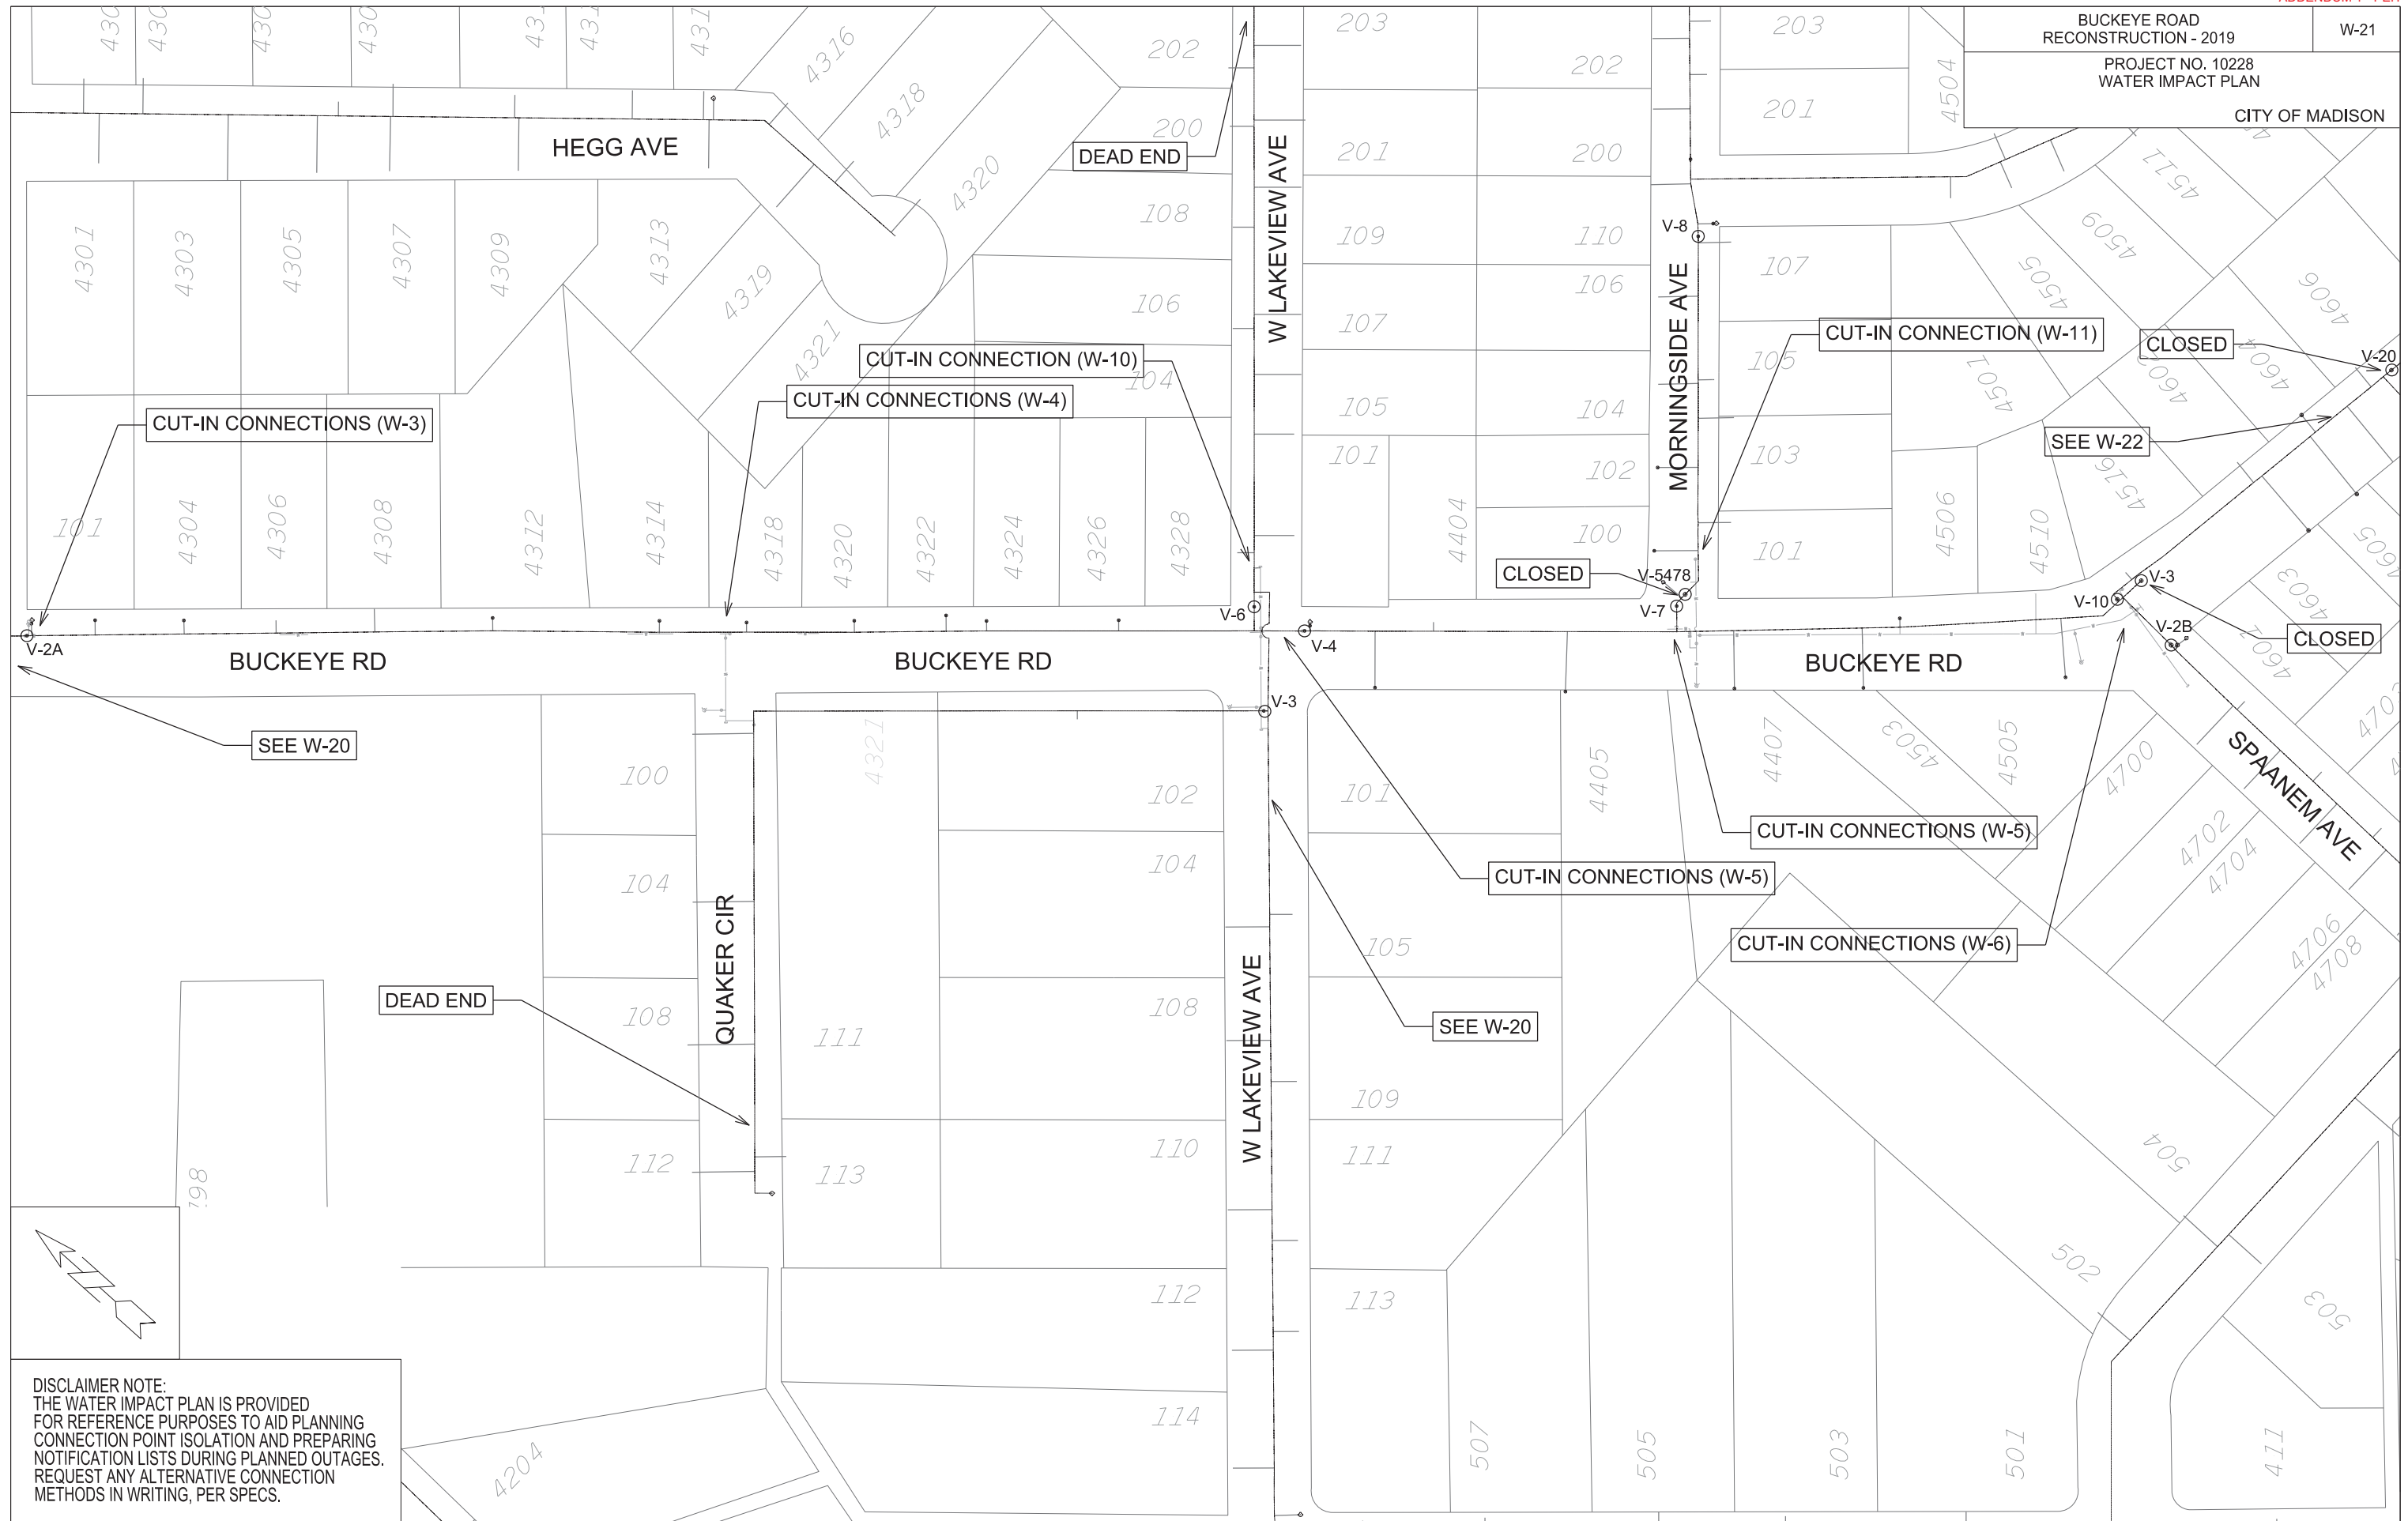 BUCKEYE ROAD
RECONSTRUCTION - 2019
W-21
PROJECT NO. 10228
WATER IMPACT PLAN
CITY OF MADISON
4316
4318
4320
202
200
108
106
104
203
201
109
107
105
101
202
200
110
106
104
102
100
203
201
107
105
103
101
4504
4511
4509
4505
4501
4606
4604
4602
4516
4506
4510
4605
4603
4601
HEGG AVE
DEAD END
W LAKEVIEW AVE
V-8
MORNINGSIDE AVE
4301
4303
4305
4307
4309
4313
4319
4321
CUT-IN CONNECTION (W-10)
CUT-IN CONNECTIONS (W-4)
CUT-IN CONNECTIONS (W-3)
CUT-IN CONNECTION (W-11)
CLOSED
V-20
SEE W-22
101
4304
4306
4308
4312
4314
4318
4320
4322
4324
4326
4328
4404
CLOSED
V-5478
V-7
V-6
V-4
V-3
V-10
V-2B
CLOSED
V-2A
BUCKEYE RD
BUCKEYE RD
BUCKEYE RD
V-3
SEE W-20
SPAANEM AVE
100
104
108
112
QUAKER CIR
DEAD END
4321
111
113
102
104
108
110
112
114
W LAKEVIEW AVE
101
105
109
111
113
4405
4407
4503
4505
4700
4702
4704
4706
4708
CUT-IN CONNECTIONS (W-5)
CUT-IN CONNECTIONS (W-5)
CUT-IN CONNECTIONS (W-6)
SEE W-20
504
502
503
507
505
503
501
411
4204
DISCLAIMER NOTE:
THE WATER IMPACT PLAN IS PROVIDED
FOR REFERENCE PURPOSES TO AID PLANNING
CONNECTION POINT ISOLATION AND PREPARING
NOTIFICATION LISTS DURING PLANNED OUTAGES.
REQUEST ANY ALTERNATIVE CONNECTION
METHODS IN WRITING, PER SPECS.